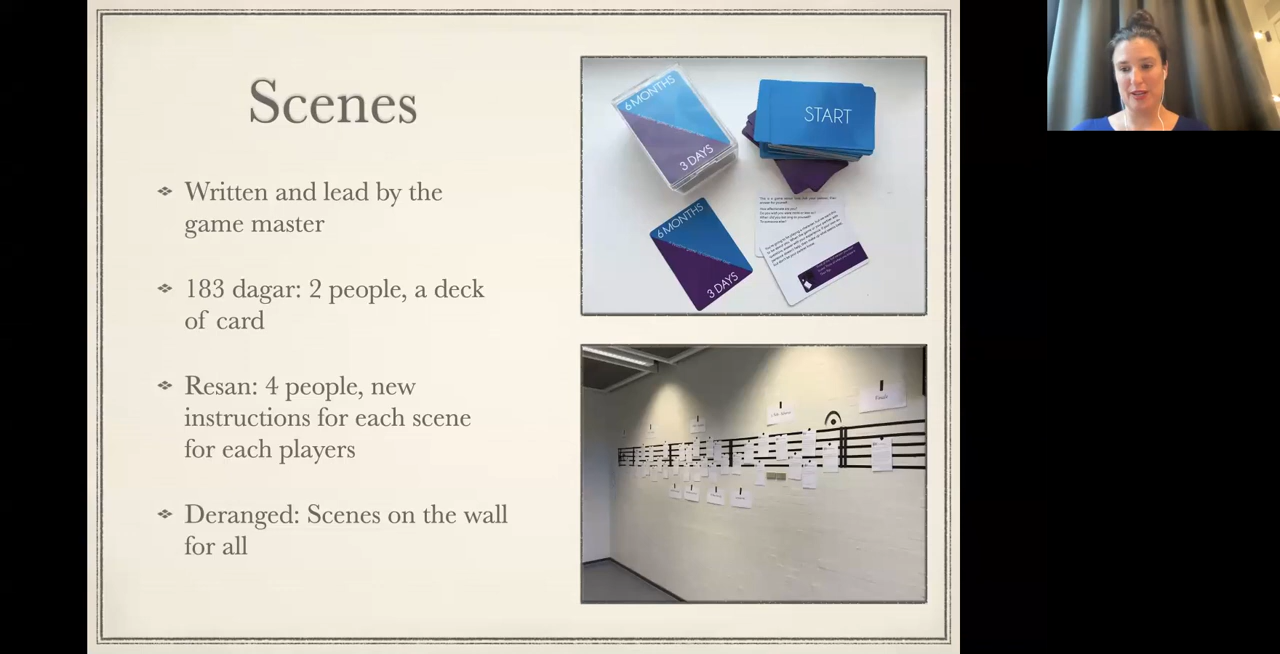 Scenes
Written and lead by the
game master
183 dagar: 2 people, a deck
of card
Resan: 4 people, new
instructions for each scene
for each players
Deranged: Scenes on the wall
for all
6 MONTHS
3 DAYS
START
6 MONTHS
3 DAYS
Finale